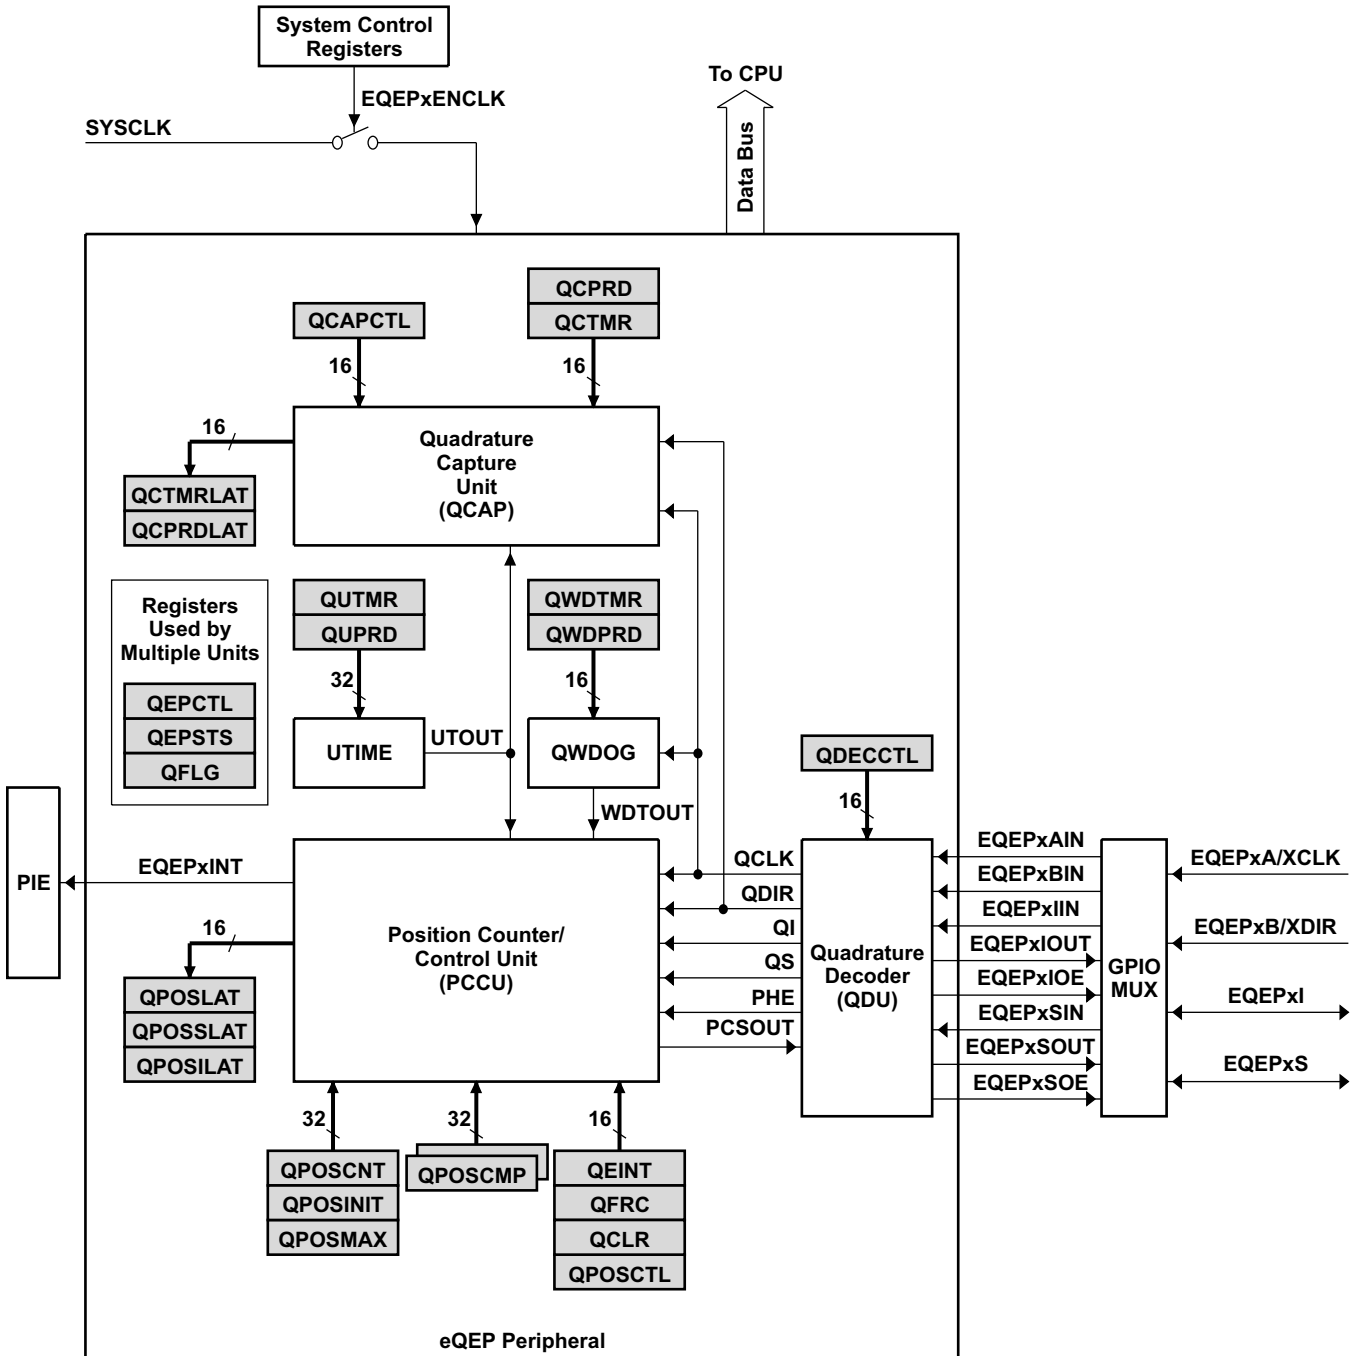 System Control
Registers
To CPU
EQEPxENCLK
SYSCLK
Data Bus
QCPRD
QCAPCTL
QCTMR
16
16
Quadrature
Capture
Unit
(QCAP)
16
QCTMRLAT
QCPRDLAT
Registers
Used by
Multiple Units
QEPCTL
QEPSTS
QFLG
QUTMR
QUPRD
32
UTIME
UTOUT
QWDTMR
QWDPRD
16
QWDOG
WDTOUT
QDECCTL
16
PIE
EQEPxINT
16
QPOSLAT
QPOSSLAT
QPOSILAT
Position Counter/
Control Unit
(PCCU)
QCLK
QDIR
QI
QS
PHE
PCSOUT
Quadrature
Decoder
(QDU)
EQEPxAIN
EQEPxBIN
EQEPxIIN
EQEPxIOUT
EQEPxIOE
EQEPxSIN
EQEPxSOUT
EQEPxSOE
GPIO
MUX
EQEPxA/XCLK
EQEPxB/XDIR
EQEPxI
EQEPxS
32
32
16
QPOSCNT
QPOSINIT
QPOSMAX
QPOSCMP
QEINT
QFRC
QCLR
QPOSCTL
eQEP Peripheral